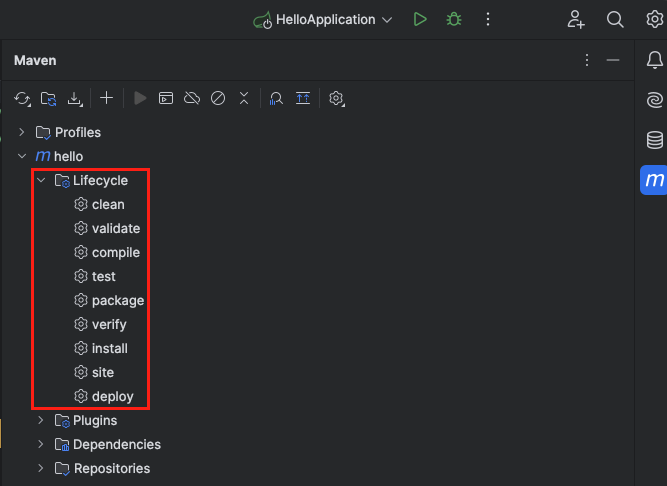 HelloApplication
Maven
Profiles
m hello
Lifecycle
clean
validate
compile
test
package
verify
install
site
deploy
Plugins
Dependencies
Repositories
m